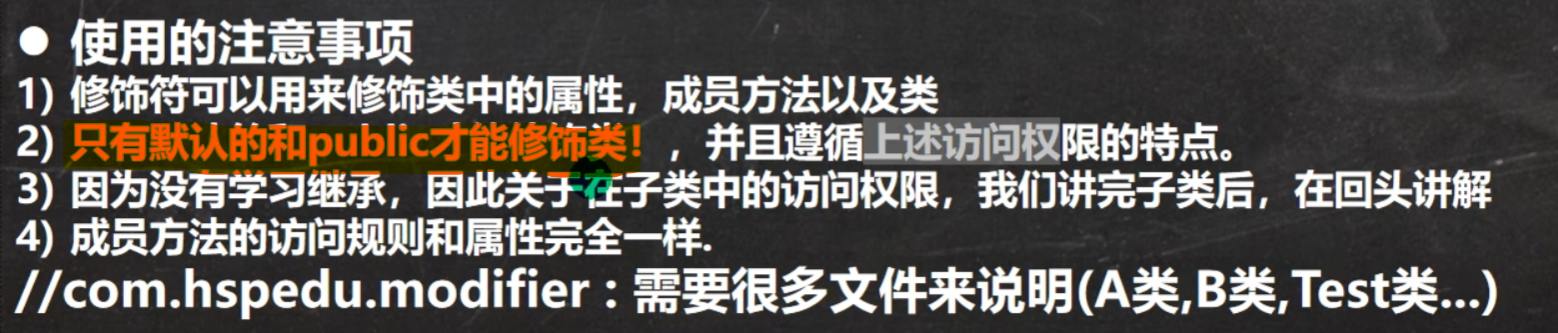 ● 使用的注意事项
1) 修饰符可以用来修饰类中的属性，成员方法以及类
2) 只有默认的和public才能修饰类！，并且遵循上述访问权限的特点。
3) 因为没有学习继承，因此关于在子类中的访问权限，我们讲完子类后，在回头讲解
4) 成员方法的访问规则和属性完全一样.
//com.hspedu.modifier : 需要很多文件来说明(A类,B类,Test类...)